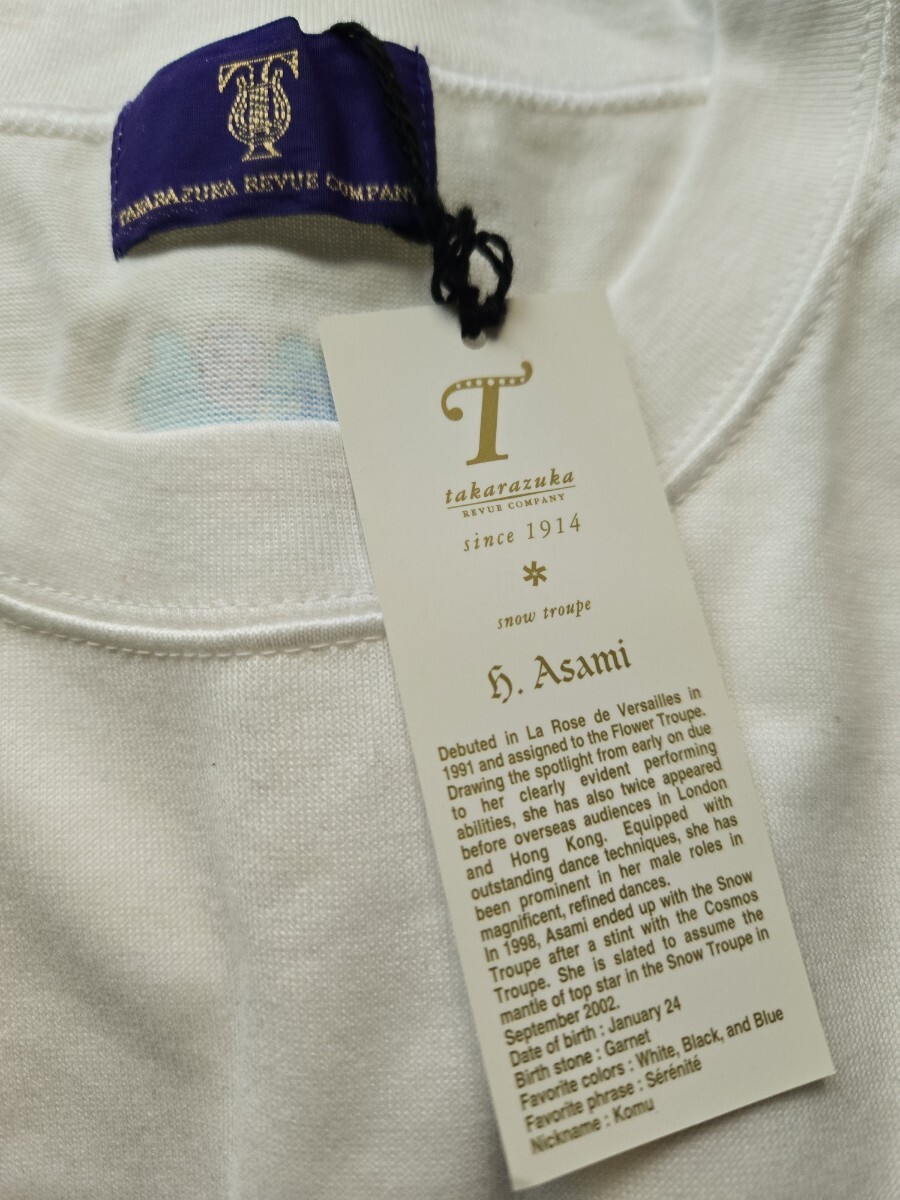 TAKARAZUKA REVUE COMPANY
T
takarazuka
REVUE COMPANY
since 1914
*
snow troupe
H. Asami
Debuted in La Rose de Versailles in
1991 and assigned to the Flower Troupe.
Drawing the spotlight from early on due
to her clearly evident performing
abilities, she has also twice appeared
before overseas audiences in London
and Hong Kong. Equipped with
outstanding dance techniques, she has
been prominent in her male roles in
magnificent, refined dances.
In 1998, Asami ended up with the Snow
Troupe after a stint with the Cosmos
Troupe. She is slated to assume the
mantle of top star in the Snow Troupe in
September 2002.
Date of birth : January 24
Birth stone : Garnet
Favorite colors : White, Black, and Blue
Favorite phrase : Sérénité
Nickname : Komu